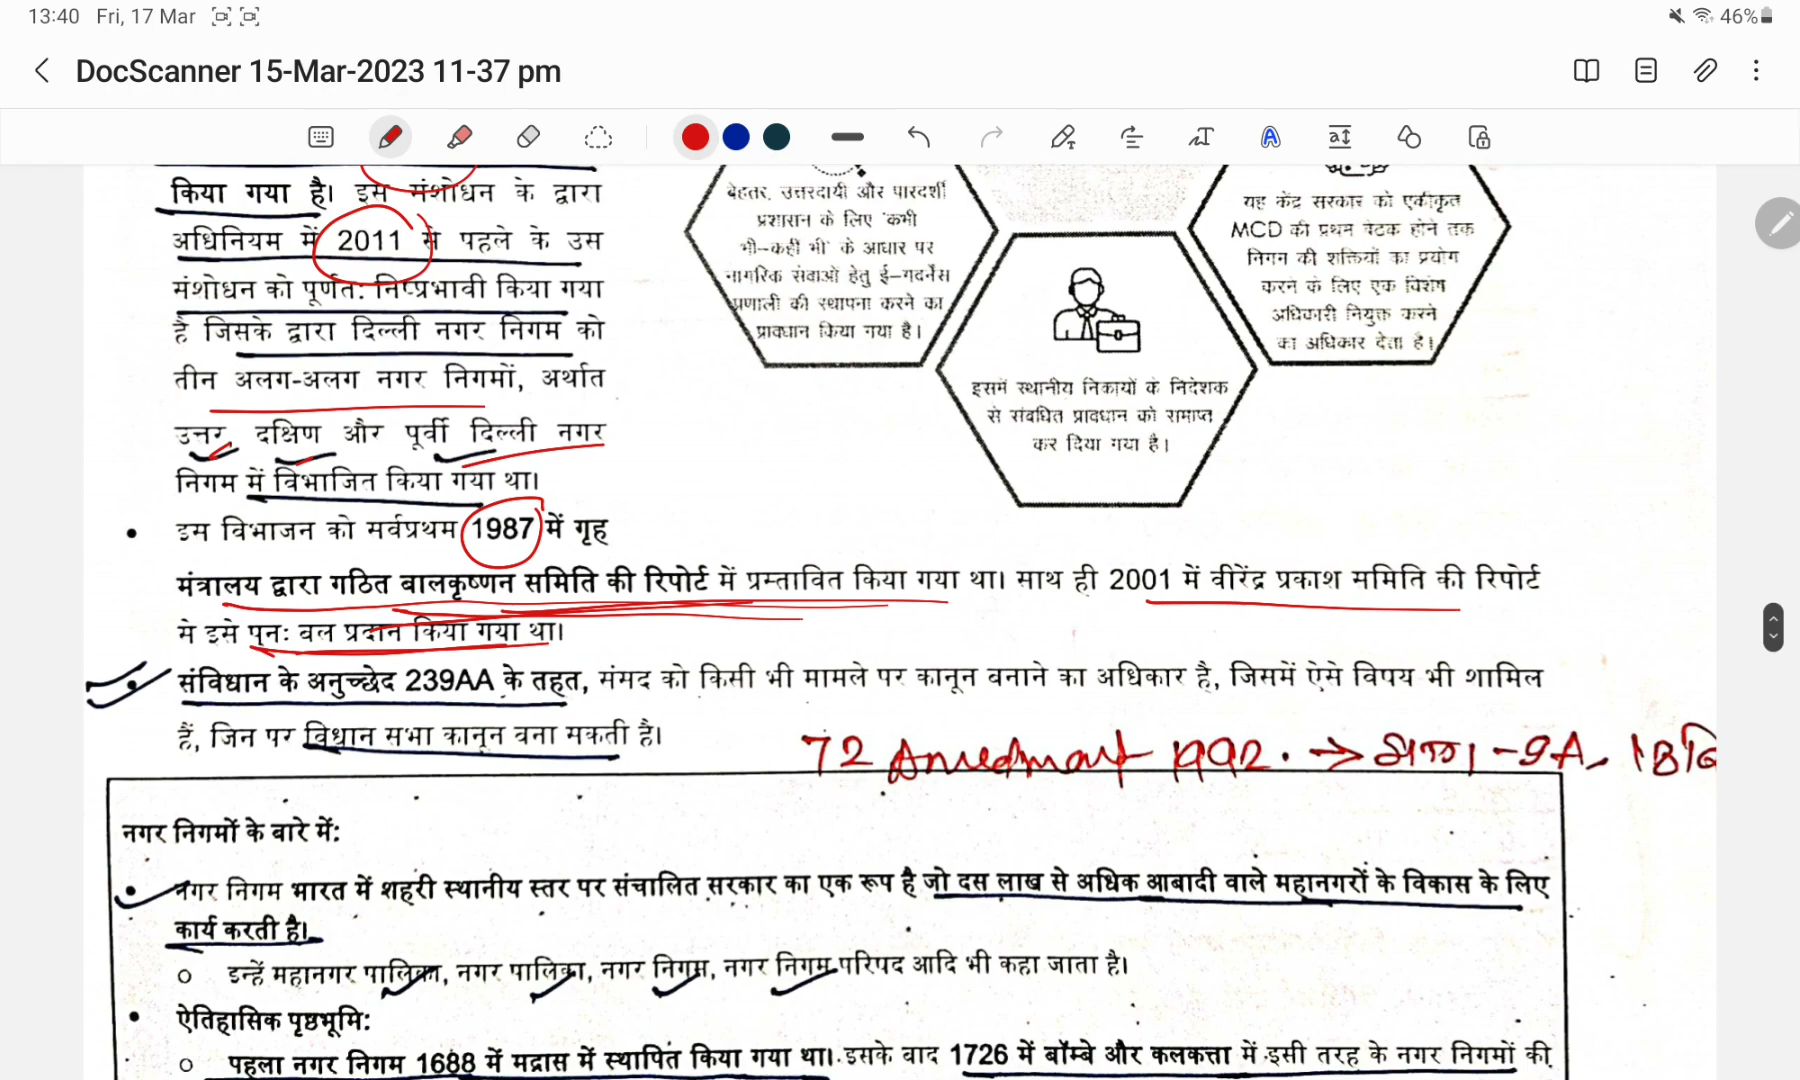 13:40 Fri, 17 Mar
46%
DocScanner 15-Mar-2023 11-37 pm
किया गया है। इस संशोधन के द्वारा
अधिनियम में 2011 से पहले के उस
संशोधन को पूर्णत: निष्प्रभावी किया गया
है जिसके द्वारा दिल्ली नगर निगम को
तीन अलग-अलग नगर निगमों, अर्थात
उत्तर, दक्षिण और पूर्वी दिल्ली नगर
निगम में विभाजित किया गया था।
बेहतर, उत्तरदायी और पारदर्शी
प्रशासन के लिए 'कभी
भी-कहीं भी' के आधार पर
नागरिक सेवाओं हेतु ई-गवर्नेंस
प्रणाली की स्थापना करने का
प्रावधान किया गया है।
इसमें स्थानीय निकायों के निदेशक
से संबंधित प्रावधान को समाप्त
कर दिया गया है।
यह केंद्र सरकार को एकीकृत
MCD की प्रथम बैठक होने तक
निगम की शक्तियों का प्रयोग
करने के लिए एक विशेष
अधिकारी नियुक्त करने
का अधिकार देता है।
• इस विभाजन को सर्वप्रथम 1987 में गृह
मंत्रालय द्वारा गठित बालकृष्णन समिति की रिपोर्ट में प्रस्तावित किया गया था। साथ ही 2001 में वीरेंद्र प्रकाश समिति की रिपोर्ट
में इसे पुनः बल प्रदान किया गया था।
• संविधान के अनुच्छेद 239AA के तहत, संसद को किसी भी मामले पर कानून बनाने का अधिकार है, जिसमें ऐसे विषय भी शामिल
हैं, जिन पर विधान सभा कानून बना सकती है।
72 Amedmant 1992. → भाग -9A,
नगर निगमों के बारे में:
• नगर निगम भारत में शहरी स्थानीय स्तर पर संचालित सरकार का एक रूप है जो दस लाख से अधिक आबादी वाले महानगरों के विकास के लिए
कार्य करती है।
o इन्हें महानगर पालिका, नगर पालिका, नगर निगम, नगर निगम परिषद आदि भी कहा जाता है।
• ऐतिहासिक पृष्ठभूमि:
o पहला नगर निगम 1688 में मद्रास में स्थापित किया गया था। इसके बाद 1726 में बॉम्बे और कलकत्ता में इसी तरह के नगर निगमों की